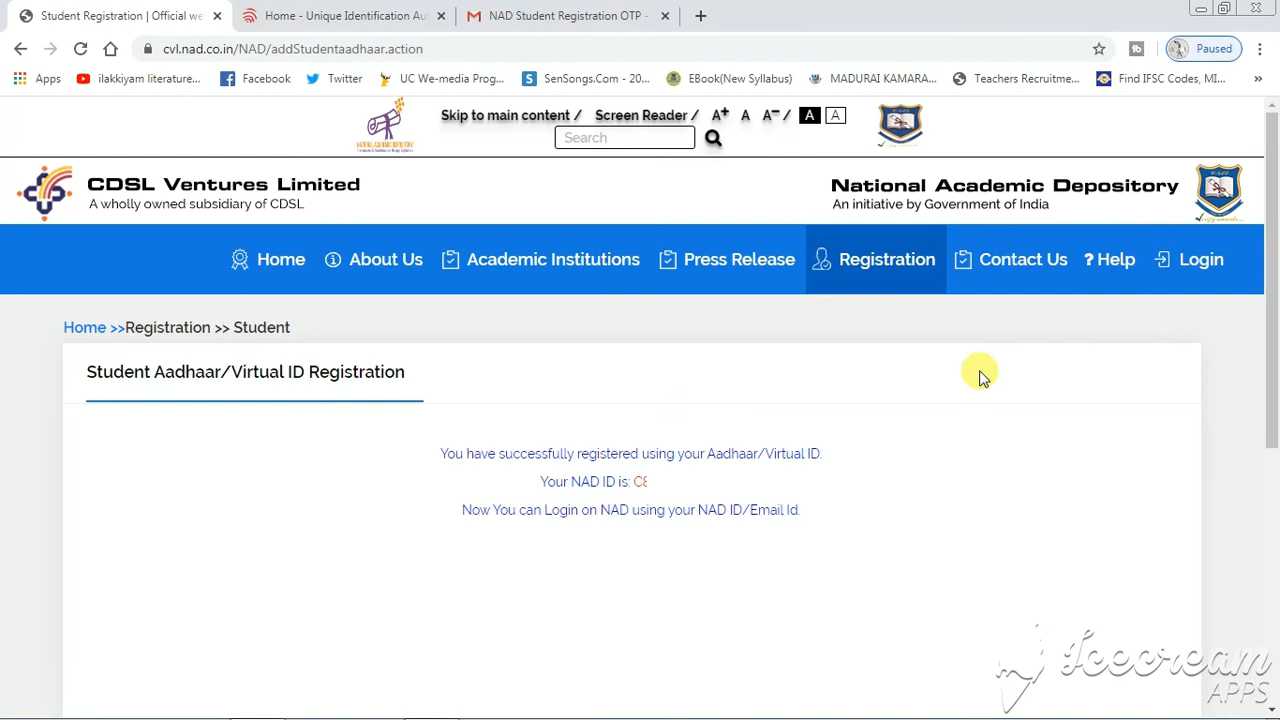 Student Registration | Official we
Home - Unique Identification Au
NAD Student Registration OTP -
Paused
cvl.nad.co.in/NAD/addStudentaadhaar.action
Apps
ilakkiyam literature...
Facebook
Twitter
UC We-media Prog...
SenSongs.Com - 20...
EBook(New Syllabus)
MADURAI KAMARA...
Teachers Recruitme...
Find IFSC Codes, MI...
»
Skip to main content /
Screen Reader /
A+
A
A− /
A
A
Search
CDSL Ventures Limited
A wholly owned subsidiary of CDSL
National Academic Depository
An initiative by Government of India
Home
About Us
Academic Institutions
Press Release
Registration
Contact Us
? Help
Login
Home >>Registration >> Student
Student Aadhaar/Virtual ID Registration
You have successfully registered using your Aadhaar/Virtual ID.
Your NAD ID is: C8
Now You can Login on NAD using your NAD ID/Email Id.
Icecream
APPS